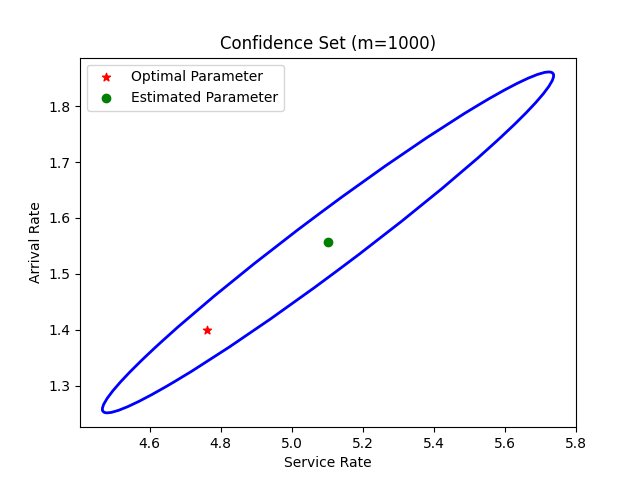 Confidence Set (m=1000)
Optimal Parameter
Estimated Parameter
Arrival Rate
1.8
1.7
1.6
1.5
1.4
1.3
4.6 4.8 5.0 5.2 5.4 5.6 5.8
Service Rate